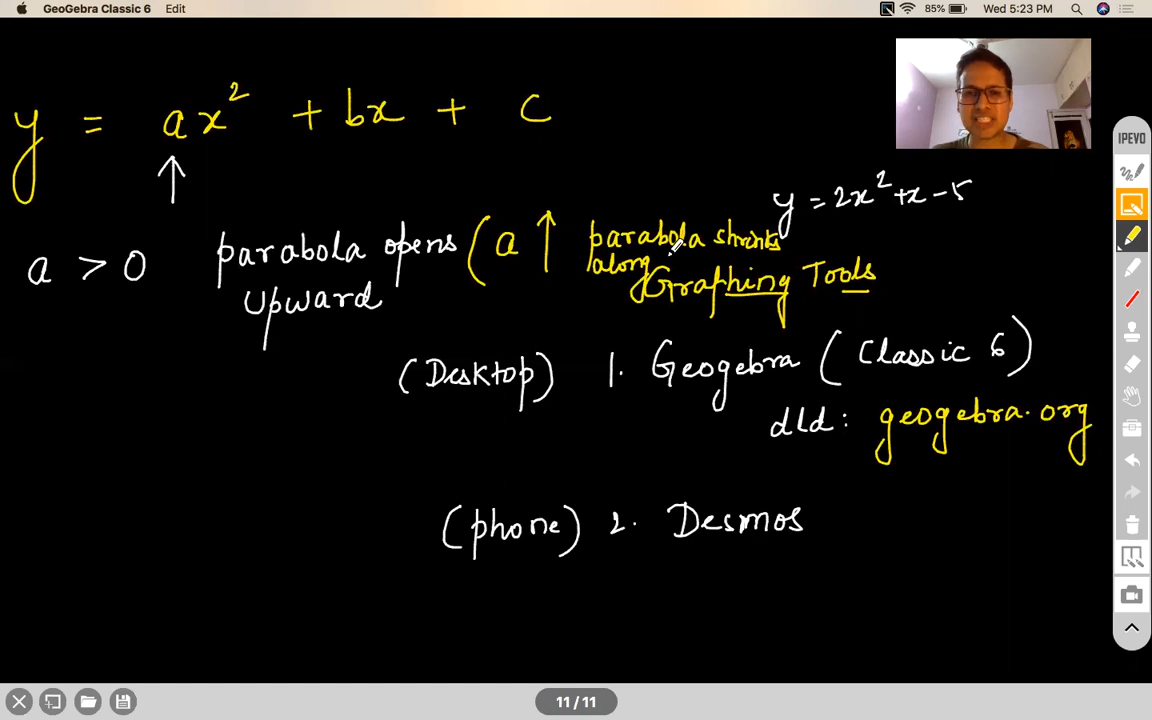 GeoGebra Classic 6 Edit 85% Wed 5:23 PM
y = ax² + bx + c
IPEVO
y = 2x² + x - 5
a > 0 parabola opens upward (a ↑ parabola shrinks along
Graphing Tools
(Desktop) 1. Geogebra (Classic 6)
dld: geogebra.org
(phone) 2. Desmos
11/11